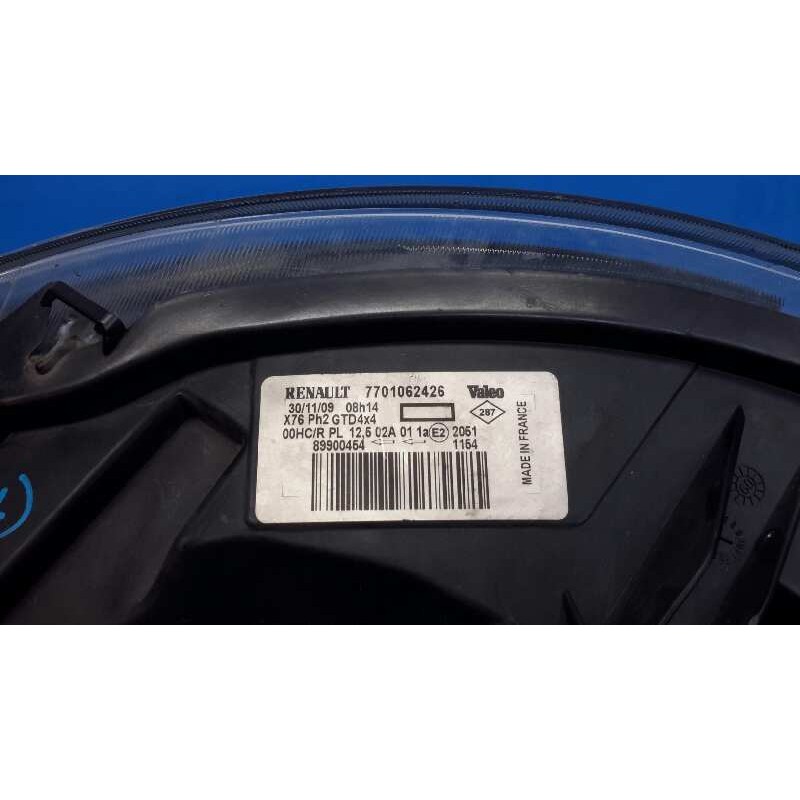 RENAULT 7701062426 Valeo
30/11/09 08h14
287
X76 Ph2 GTD4x4
00HC/R PL 12,5 02A 01 1a E2 2051
89900454 1154
MADE IN FRANCE